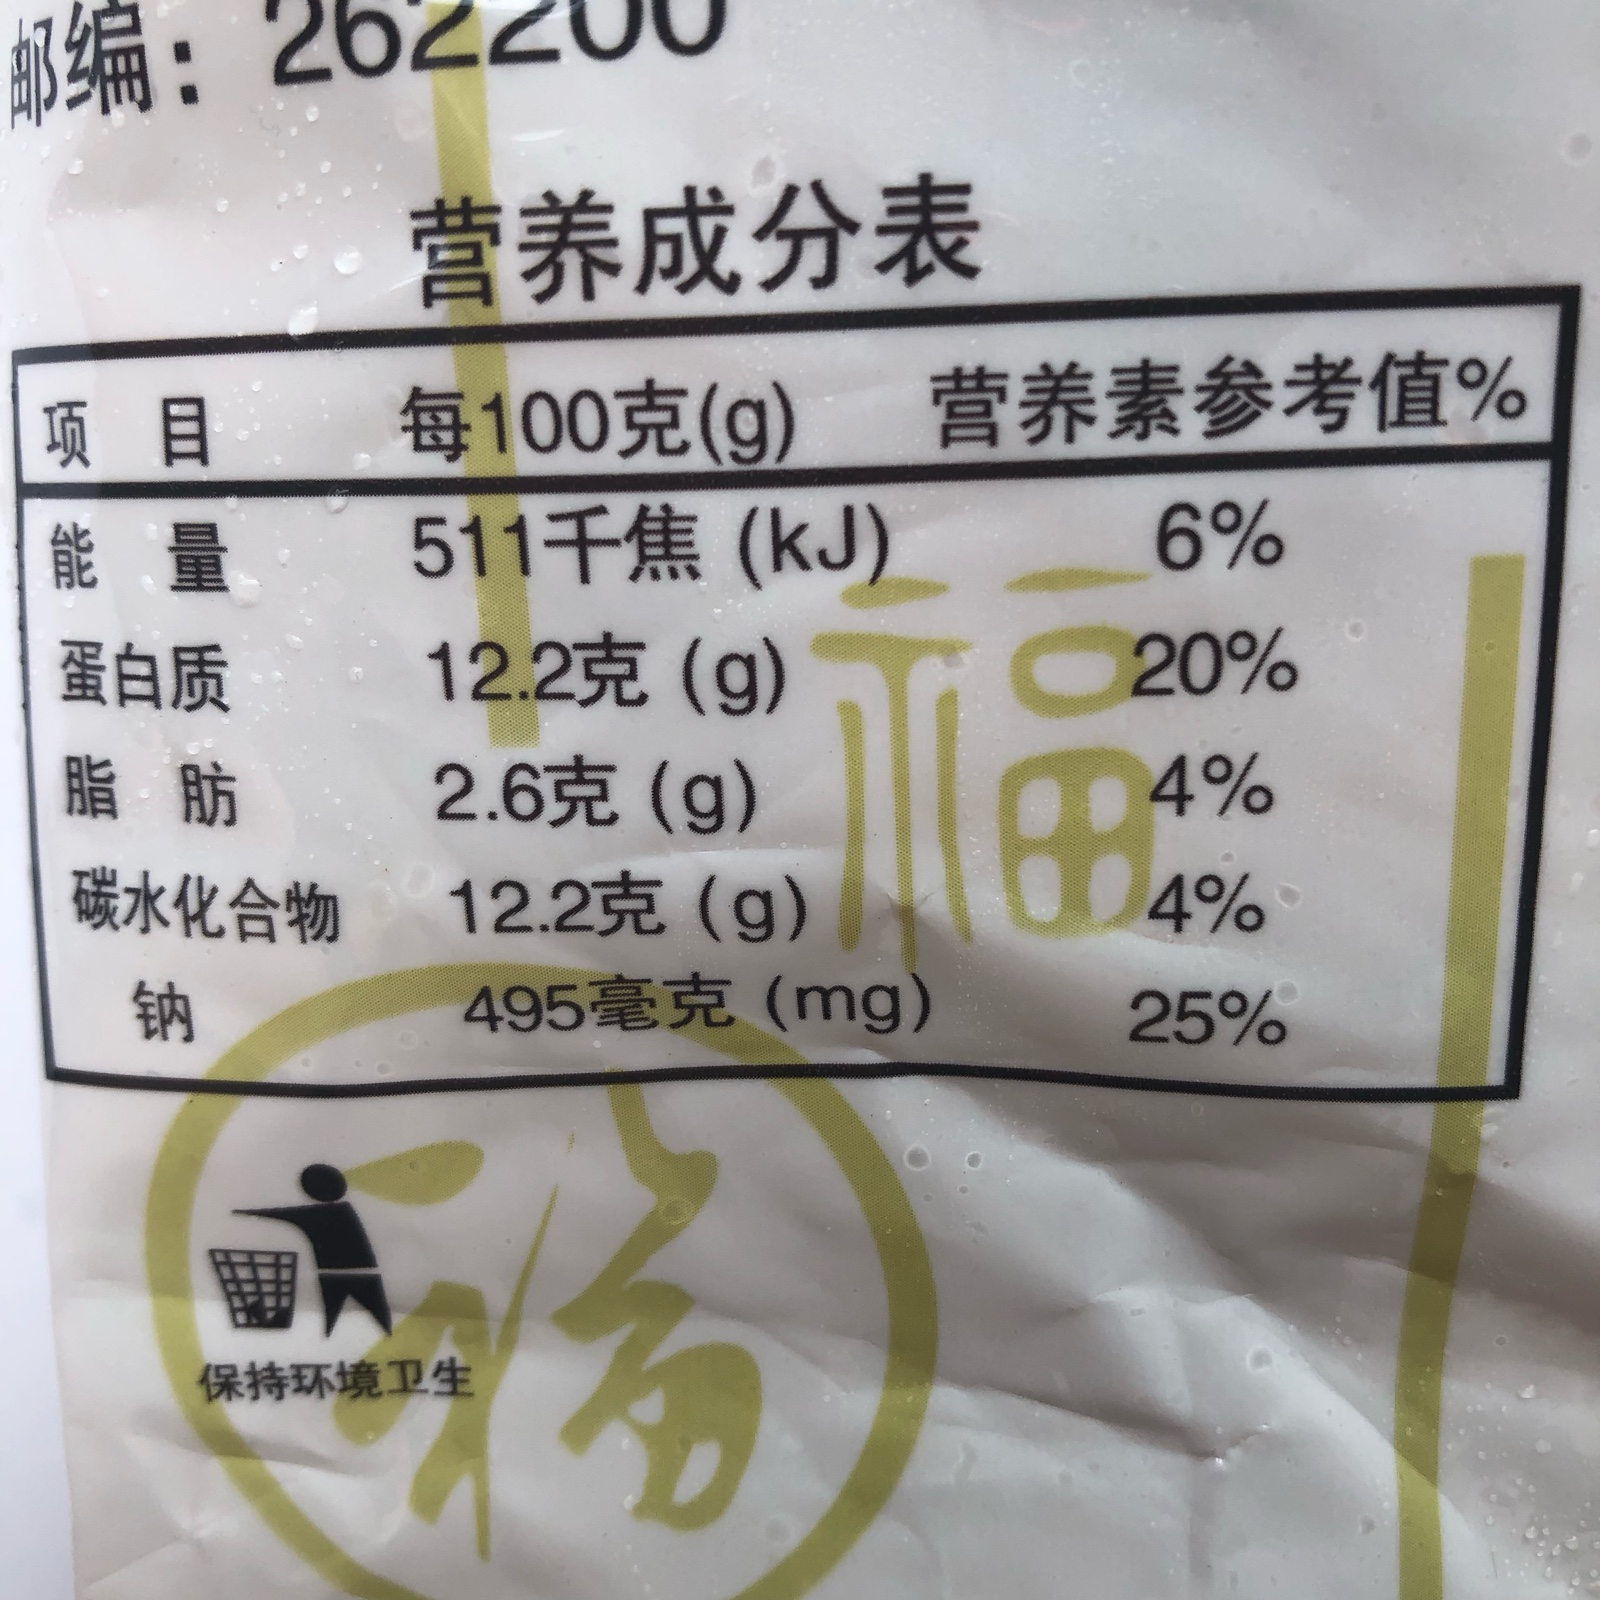 邮编：262200
营养成分表
项 目 每100克(g) 营养素参考值%
能 量 511千焦 (kJ) 6%
蛋白质 12.2克 (g) 20%
脂 肪 2.6克 (g) 4%
碳水化合物 12.2克 (g) 4%
钠 495毫克 (mg) 25%
福
福
保持环境卫生